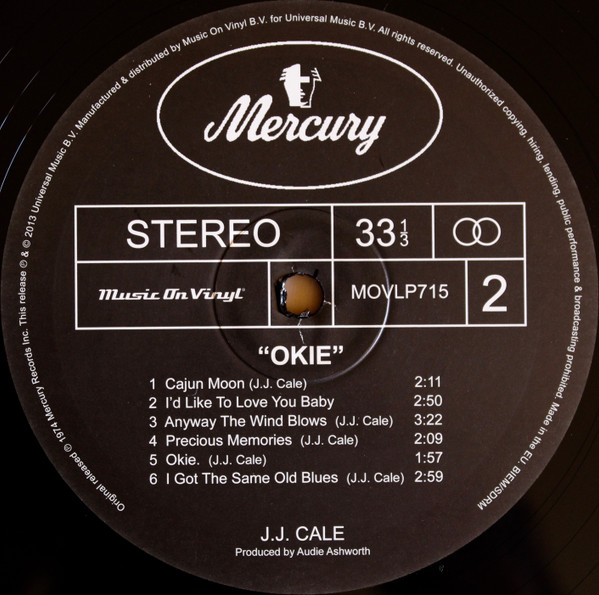 Original released ℗ 1974 Mercury Records Inc. This release ℗ & © 2013 Universal Music B.V. Manufactured & distributed by Music On Vinyl B.V. for Universal Music B.V. All rights reserved. Unauthorized copying, hiring, lending, public performance & broadcasting prohibited. Made in the EU. BIEM/SDRM
Mercury
STEREO 33 1/3
Music On Vinyl MOVLP715 2
“OKIE”
1 Cajun Moon (J.J. Cale) 2:11
2 I'd Like To Love You Baby 2:50
3 Anyway The Wind Blows (J.J. Cale) 3:22
4 Precious Memories (J.J. Cale) 2:09
5 Okie. (J.J. Cale) 1:57
6 I Got The Same Old Blues (J.J. Cale) 2:59
J.J. CALE
Produced by Audie Ashworth